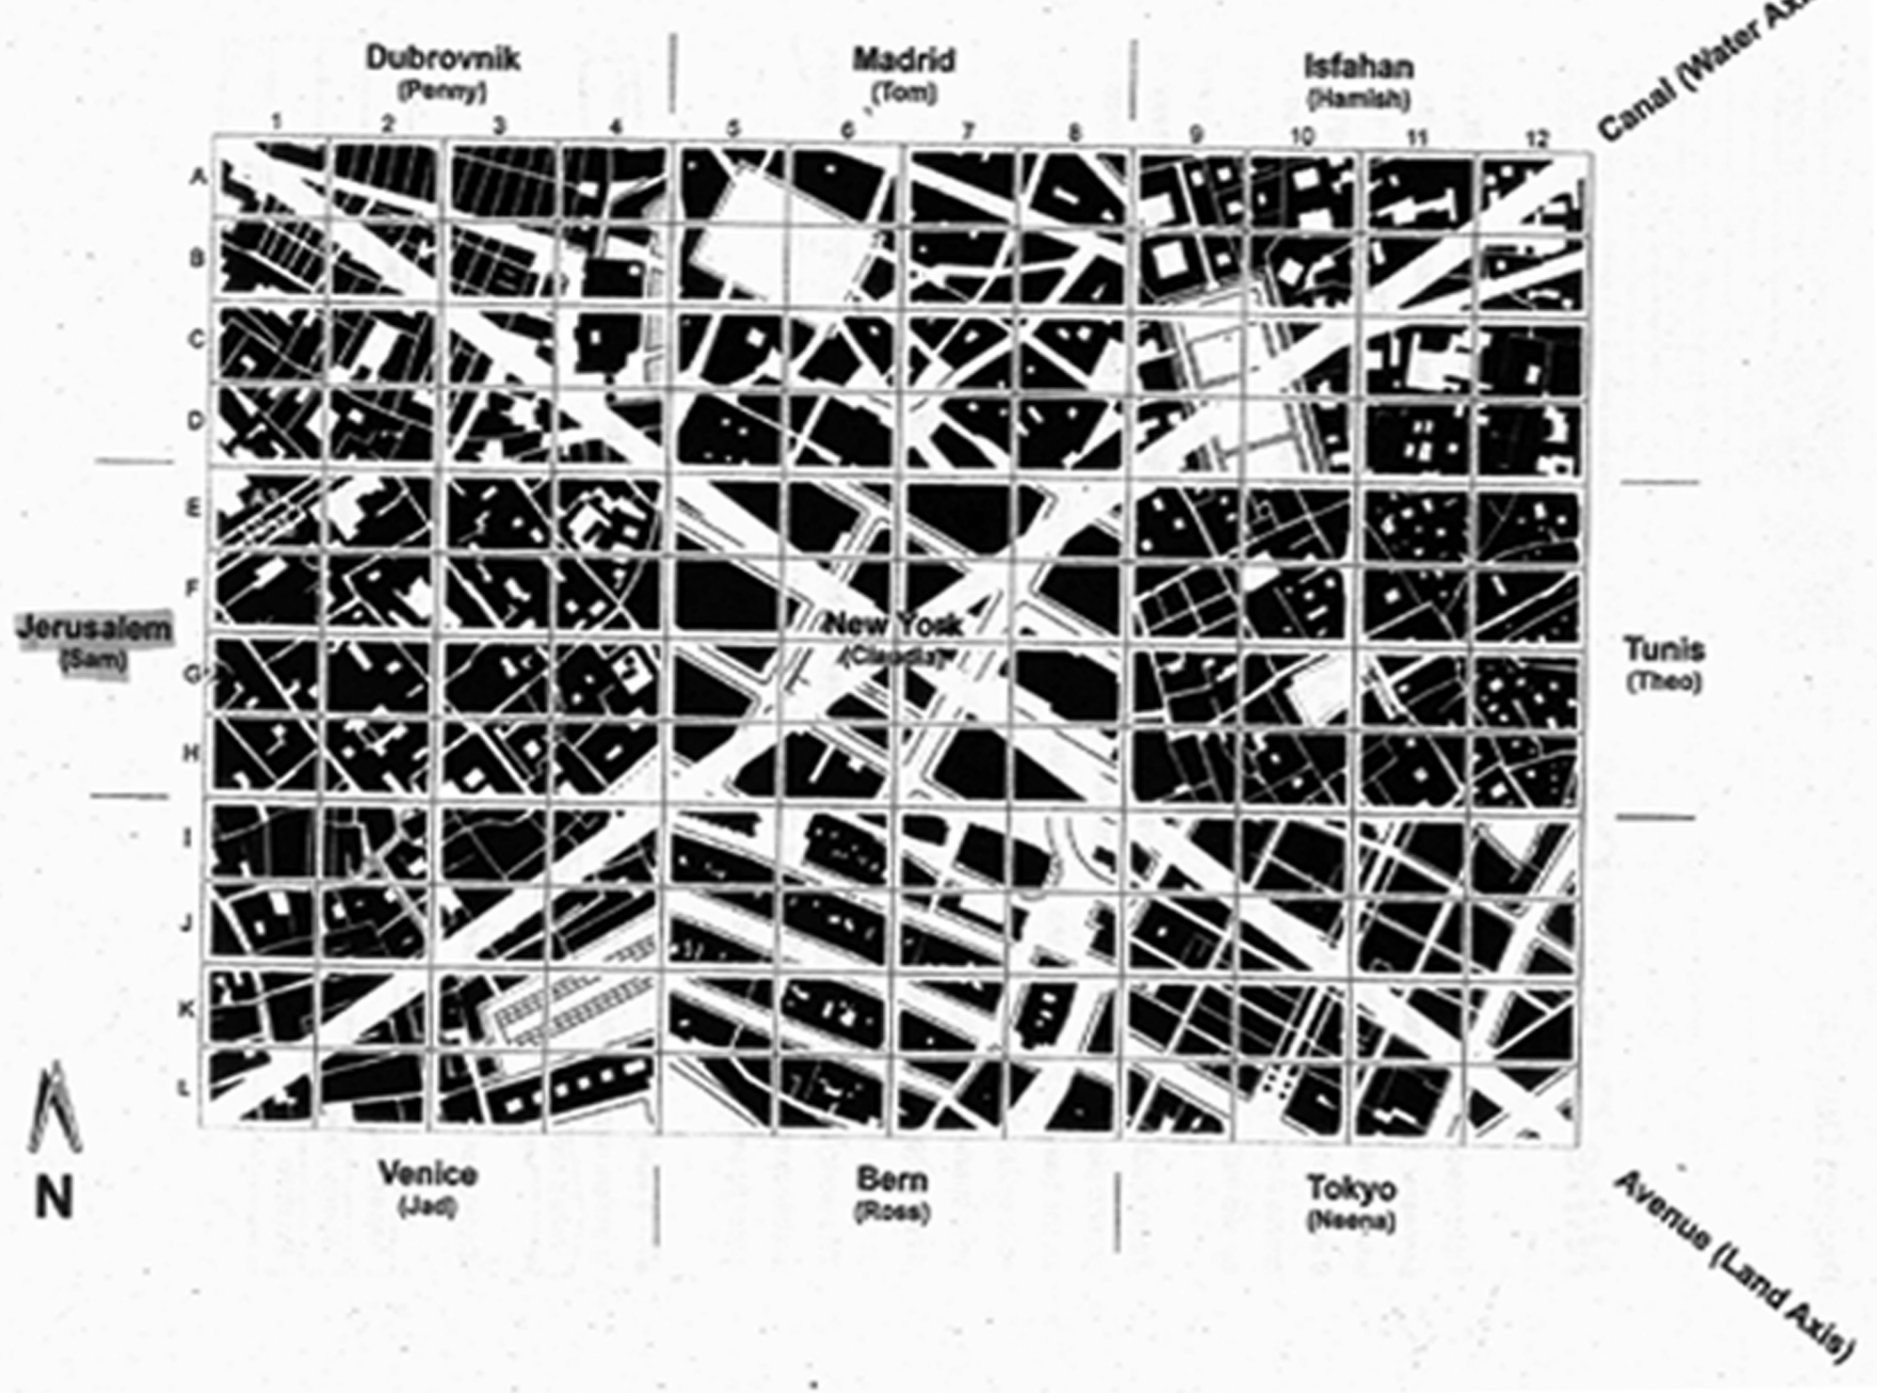 Dubrovnik
(Penny)
Madrid
(Tom)
Isfahan
(Hamish)
Canal (Water Axis
1 2 3 4 5 6 7 8 9 10 11 12
A
B
C
D
E
F
Jerusalem
(Sam)
New York
(Claudia)
Tunis
(Theo)
G
H
I
J
K
L
N
Venice
(Jad)
Bern
(Ross)
Tokyo
(Neena)
Avenue (Land Axis)